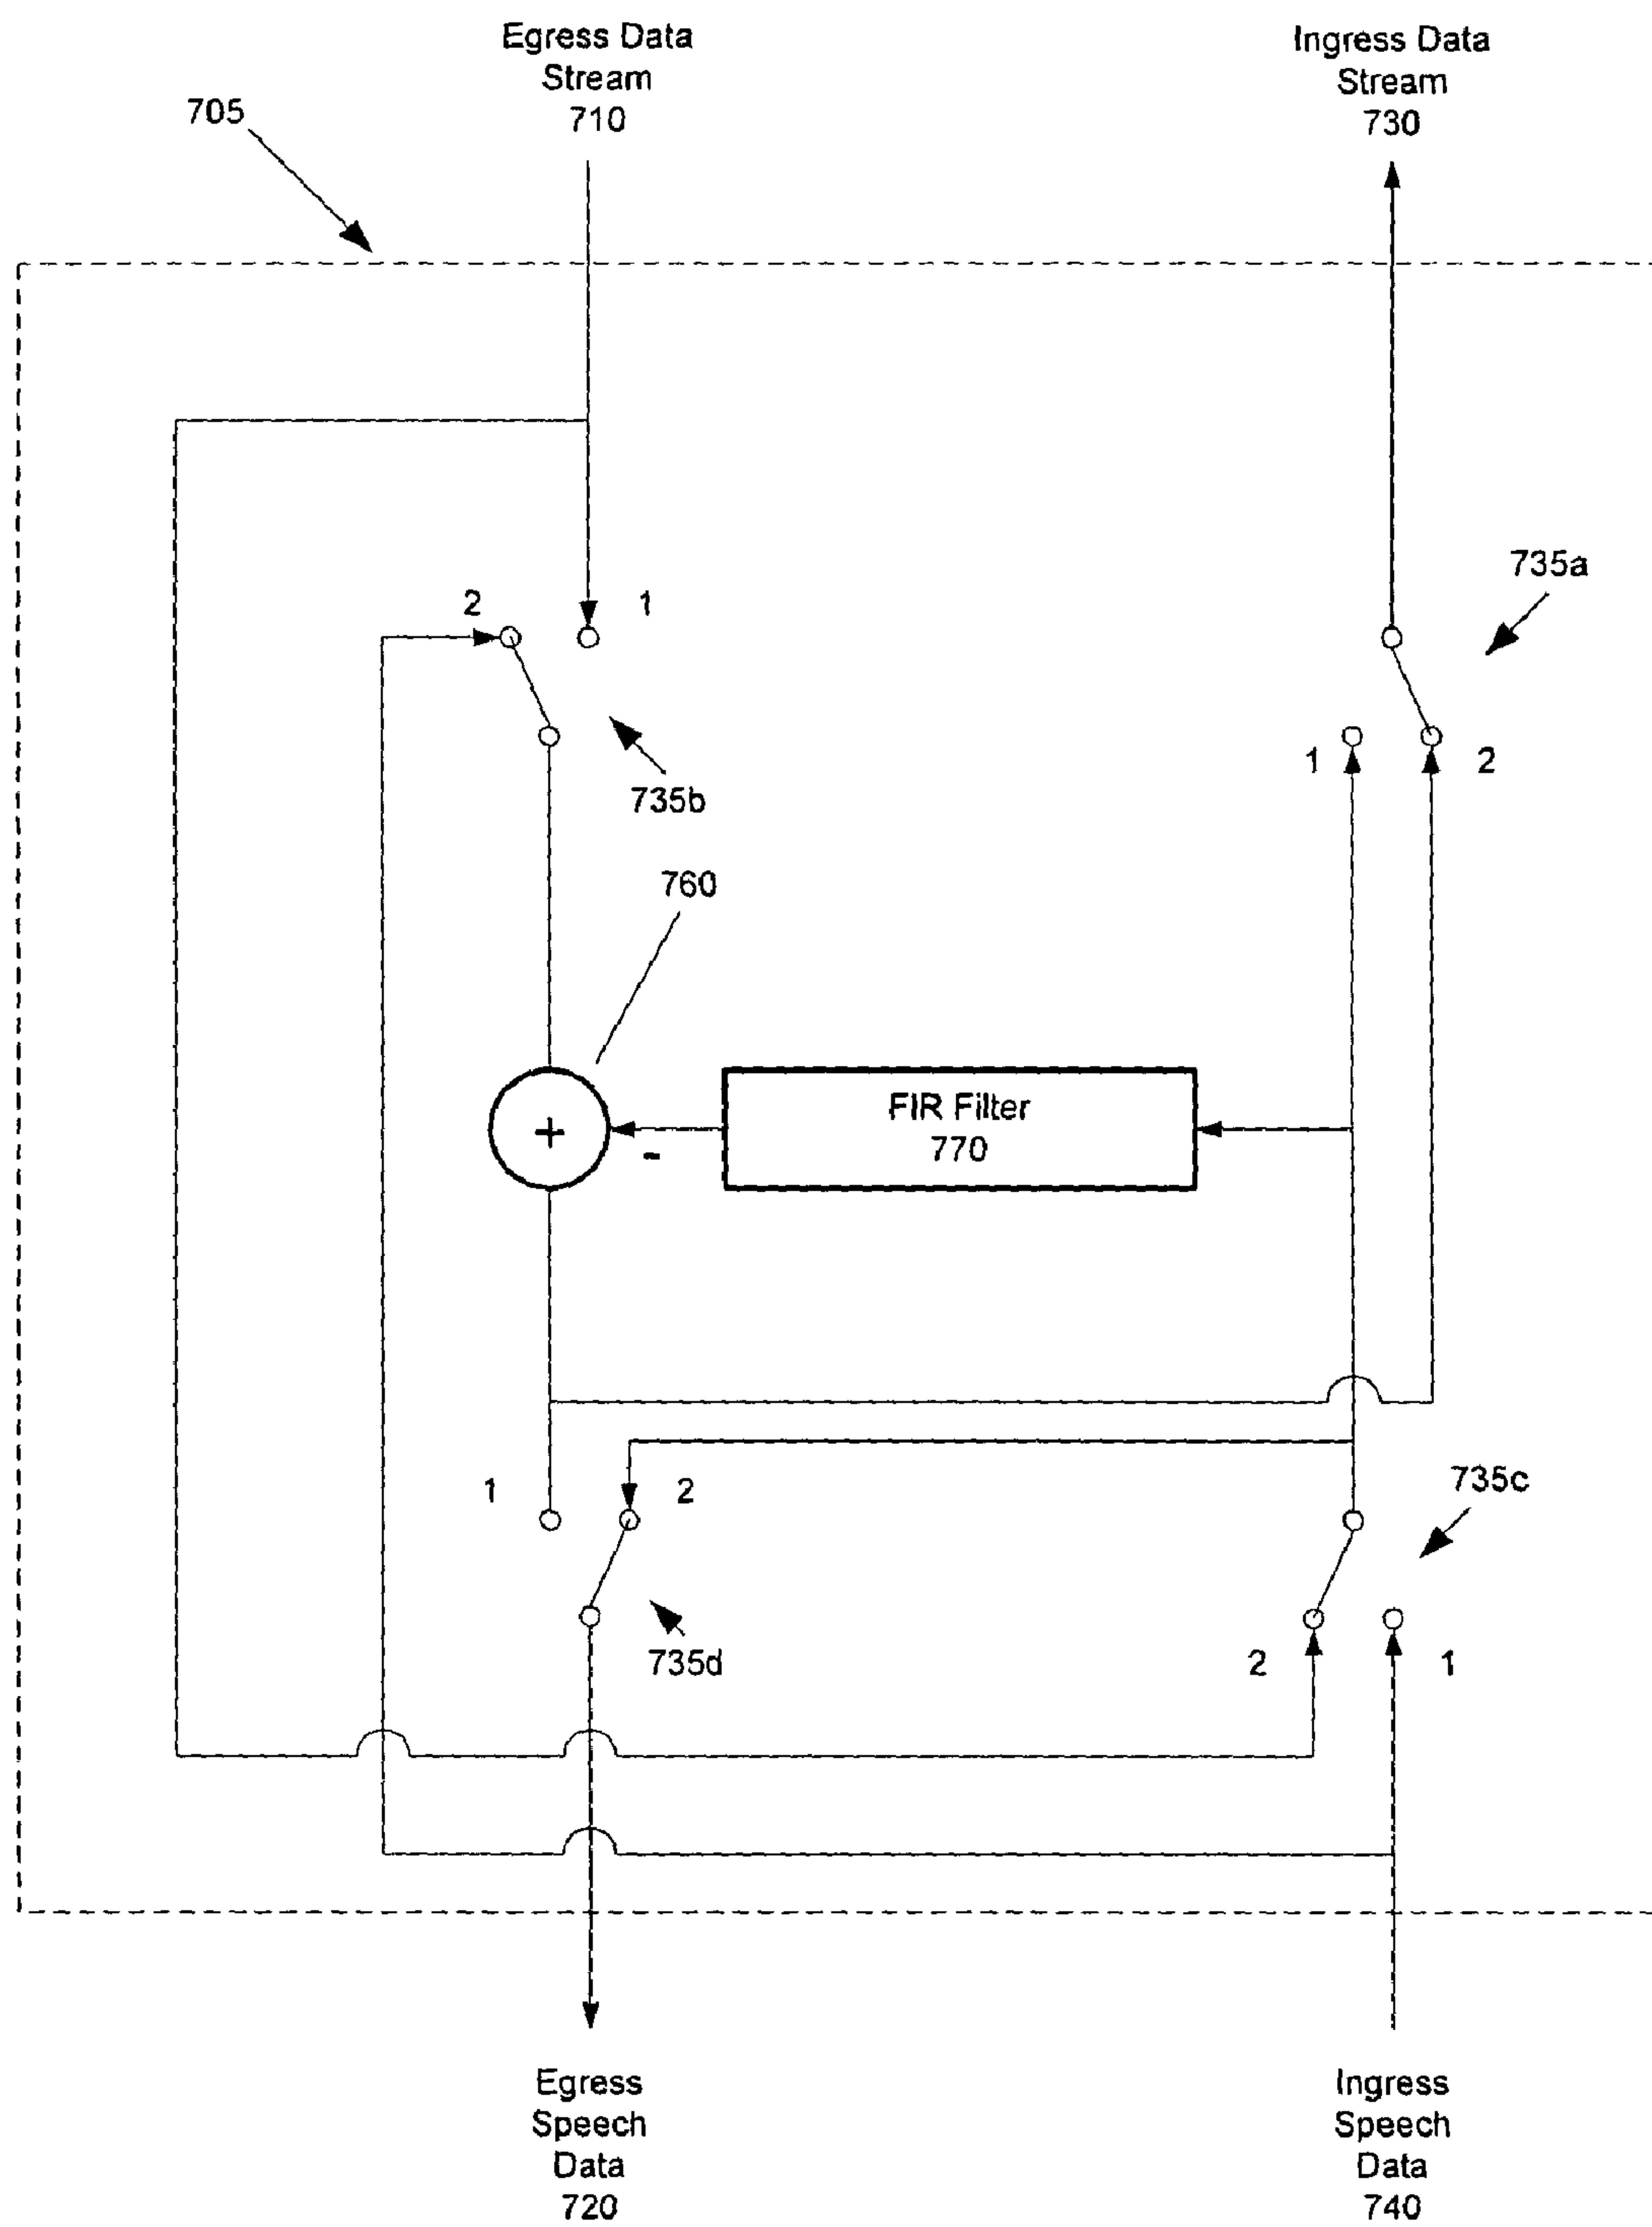 Egress Data
Stream
710
Ingress Data
Stream
730
705
735a
2
1
1
2
735b
760
+
-
FIR Filter
770
1
2
735c
735d
2
1
Egress
Speech
Data
720
Ingress
Speech
Data
740